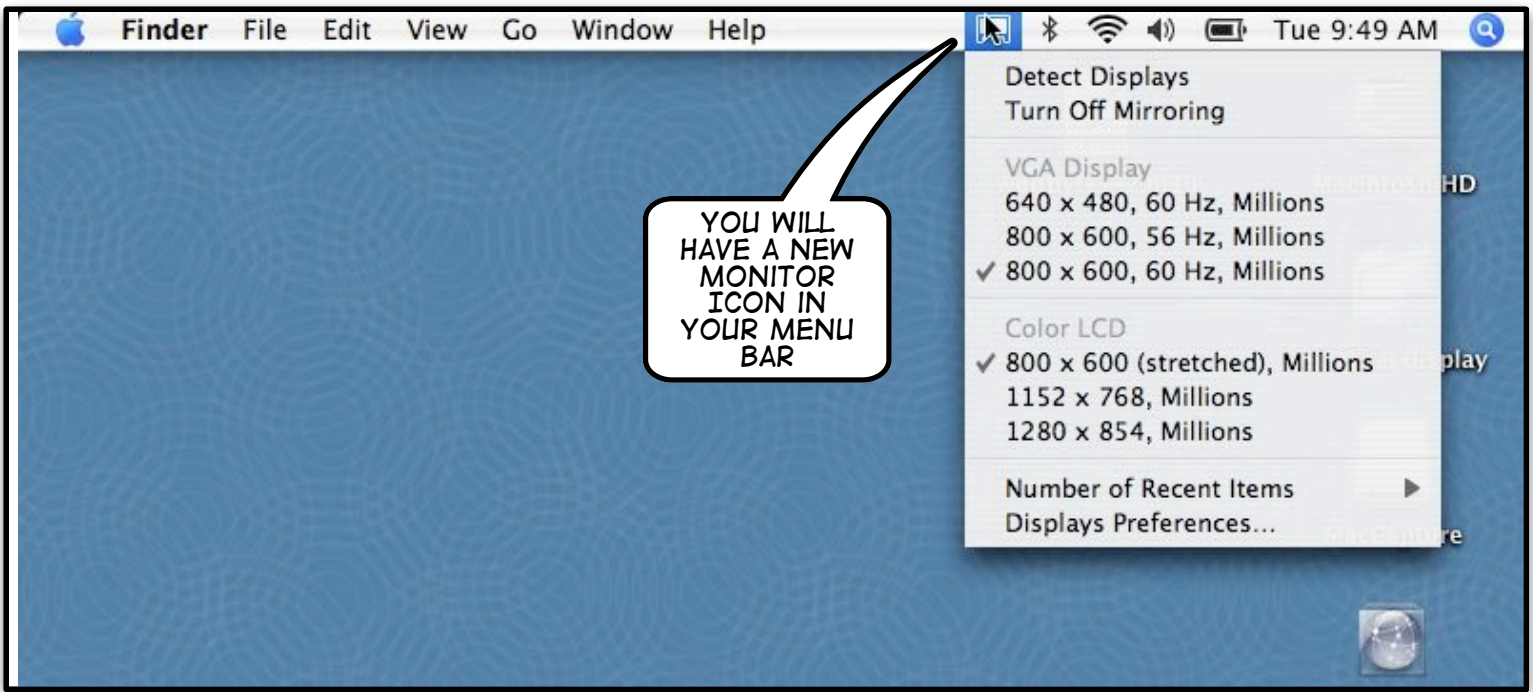 Finder File Edit View Go Window Help Tue 9:49 AM
Detect Displays
Turn Off Mirroring
VGA Display
640 x 480, 60 Hz, Millions
800 x 600, 56 Hz, Millions
✓ 800 x 600, 60 Hz, Millions
Color LCD
✓ 800 x 600 (stretched), Millions
1152 x 768, Millions
1280 x 854, Millions
Number of Recent Items
Displays Preferences...
YOU WILL
HAVE A NEW
MONITOR
ICON IN
YOUR MENU
BAR
HD
play
re